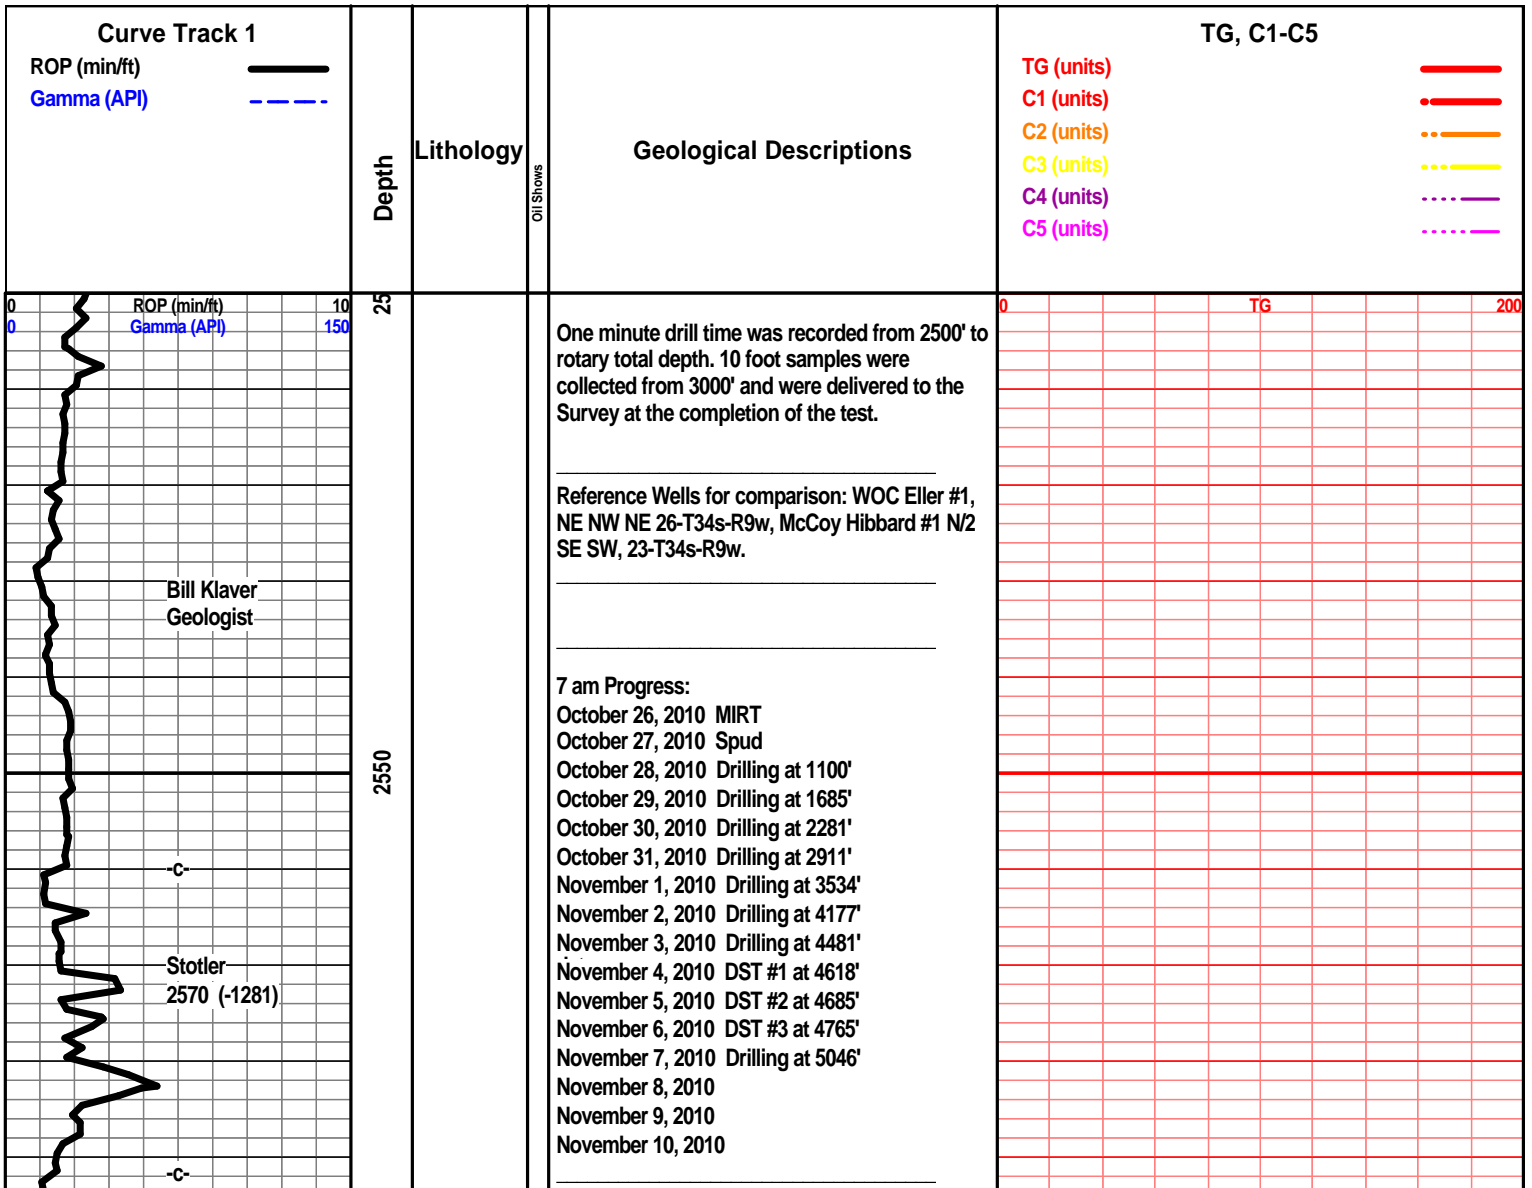 Curve Track 1
ROP (min/ft)
Gamma (API)
Depth
Lithology
Oil Shows
Geological Descriptions
TG, C1-C5
TG (units)
C1 (units)
C2 (units)
C3 (units)
C4 (units)
C5 (units)
0 ROP (min/ft) 10
0 Gamma (API) 150
25
0 TG 200
One minute drill time was recorded from 2500' to
rotary total depth. 10 foot samples were
collected from 3000' and were delivered to the
Survey at the completion of the test.
Reference Wells for comparison: WOC Eller #1,
NE NW NE 26-T34s-R9w, McCoy Hibbard #1 N/2
SE SW, 23-T34s-R9w.
Bill Klaver
Geologist
7 am Progress:
October 26, 2010 MIRT
October 27, 2010 Spud
October 28, 2010 Drilling at 1100'
October 29, 2010 Drilling at 1685'
October 30, 2010 Drilling at 2281'
October 31, 2010 Drilling at 2911'
November 1, 2010 Drilling at 3534'
November 2, 2010 Drilling at 4177'
November 3, 2010 Drilling at 4481'
November 4, 2010 DST #1 at 4618'
November 5, 2010 DST #2 at 4685'
November 6, 2010 DST #3 at 4765'
November 7, 2010 Drilling at 5046'
November 8, 2010
November 9, 2010
November 10, 2010
2550
-c-
Stotler
2570 (-1281)
-c-